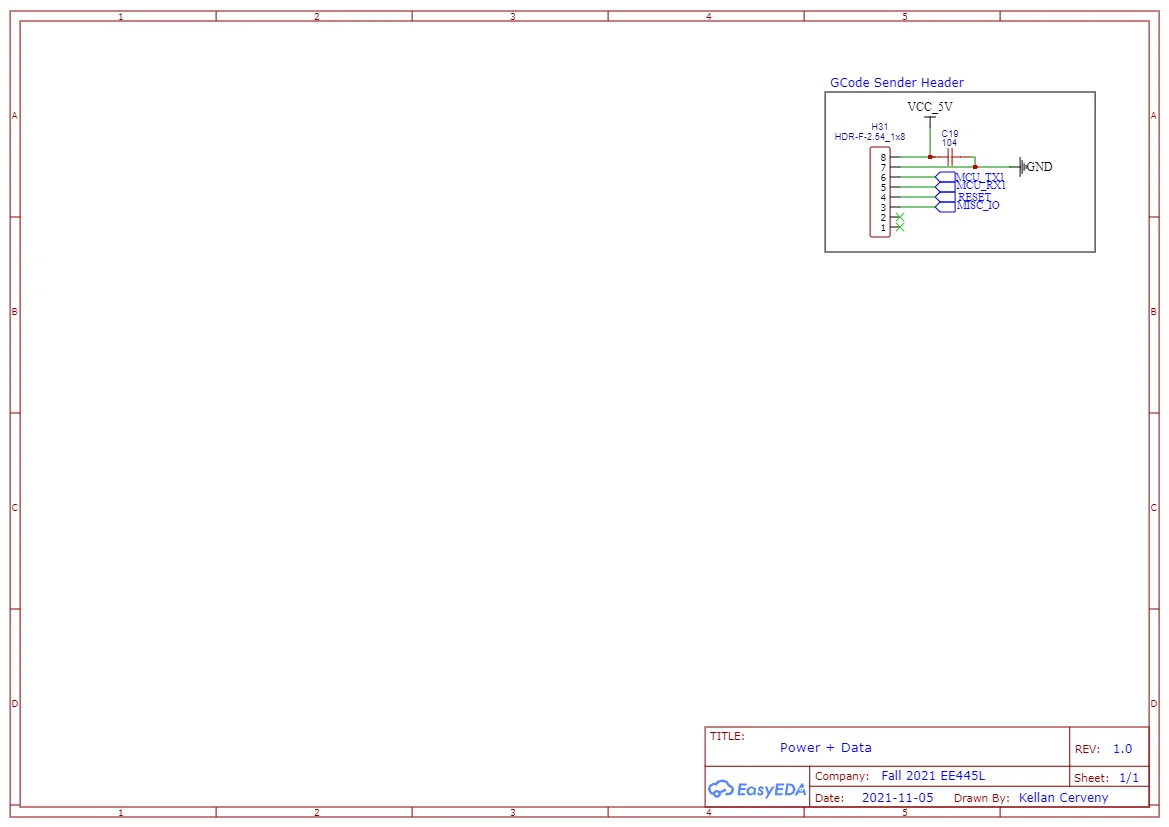 1 2 3 4 5
GCode Sender Header
VCC_5V
H31
HDR-F-2.54_1x8
C19
104
A A
8
7
GND
6 MCU_TX1
5 MCU_RX1
4 RESET
3 MISC_IO
2
1
B B
C C
D D
TITLE:
Power + Data
REV: 1.0
EasyEDA
Company: Fall 2021 EE445L
Sheet: 1/1
Date: 2021-11-05 Drawn By: Kellan Cerveny
1 2 3 4 5